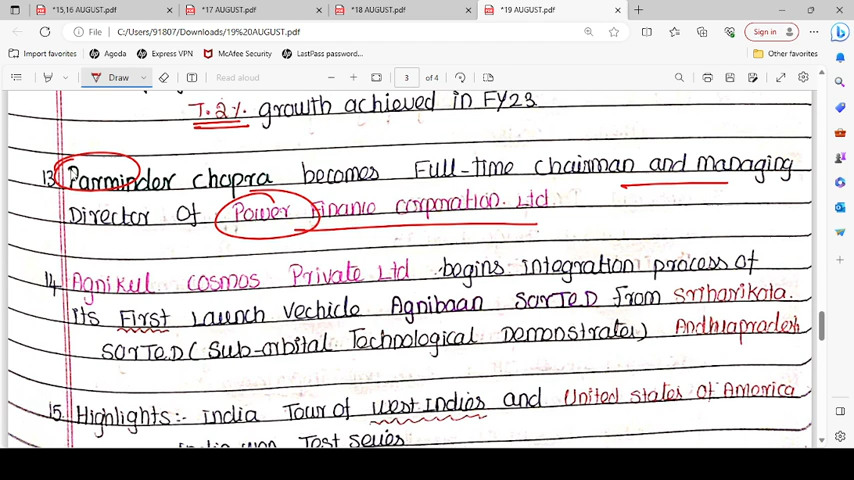 *15,16 AUGUST.pdf
*17 AUGUST.pdf
*18 AUGUST.pdf
*19 AUGUST.pdf
File C:/Users/91807/Downloads/19%20AUGUST.pdf
Sign in
Import favorites Agoda Express VPN McAfee Security LastPass password...
Other favorites
Draw Read aloud 3 of 4
7.2% growth achieved in FY23
13. Parminder Chopra becomes Full-time Chairman and managing
Director of Power Finance corporation. Ltd
14. Agnikul cosmos Private Ltd begins integration process of
its First Launch Vechicle Agnibaan SORTED from Sriharikota.
SORTED (Sub-orbital Technological Demonstrater) Andhrapradesh
15. Highlights:- India Tour of West Indies and United states of America
India won Test series